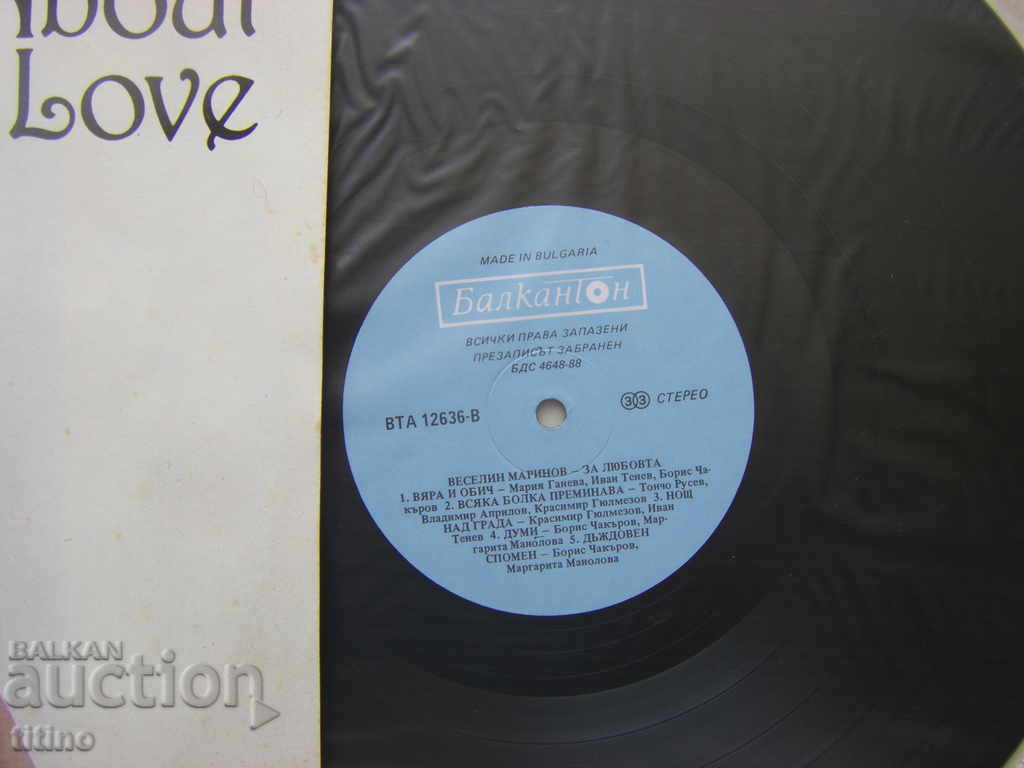 About
Love
MADE IN BULGARIA
Балкантон
ВСИЧКИ ПРАВА ЗАПАЗЕНИ
ПРЕЗАПИСЪТ ЗАБРАНЕН
БДС 4648-88
ВТА 12636-В
33 СТЕРЕО
ВЕСЕЛИН МАРИНОВ – ЗА ЛЮБОВТА
1. ВЯРА И ОБИЧ – Мария Ганева, Иван Тенев, Борис Ча-
къров 2. ВСЯКА БОЛКА ПРЕМИНАВА – Тончо Русев,
Владимир Априлов, Красимир Гюлмезов 3. НОЩ
НАД ГРАДА – Красимир Гюлмезов, Иван
Тенев 4. ДУМИ – Борис Чакъров, Мар-
гарита Манолова 5. ДЪЖДОВЕН
СПОМЕН – Борис Чакъров,
Маргарита Манолова
BALKAN
auction
titino